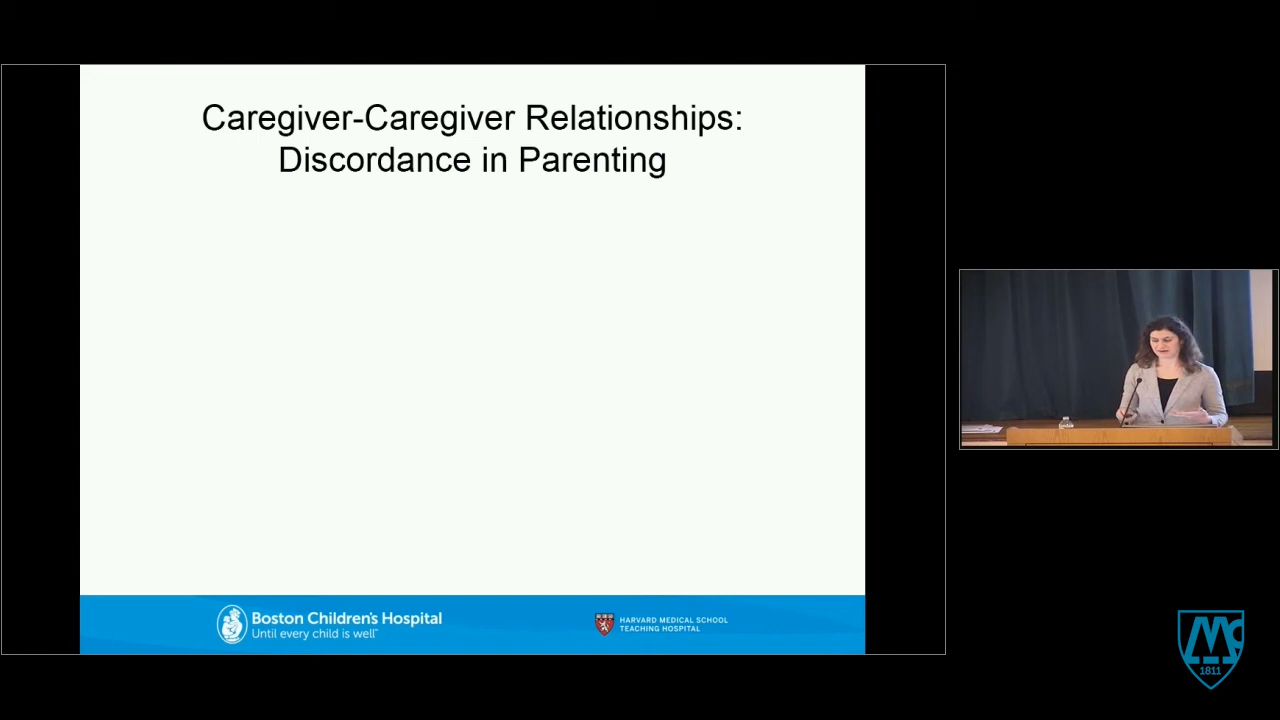 Caregiver-Caregiver Relationships:
Discordance in Parenting
Boston Children's Hospital
Until every child is well™
HARVARD MEDICAL SCHOOL
TEACHING HOSPITAL
1811